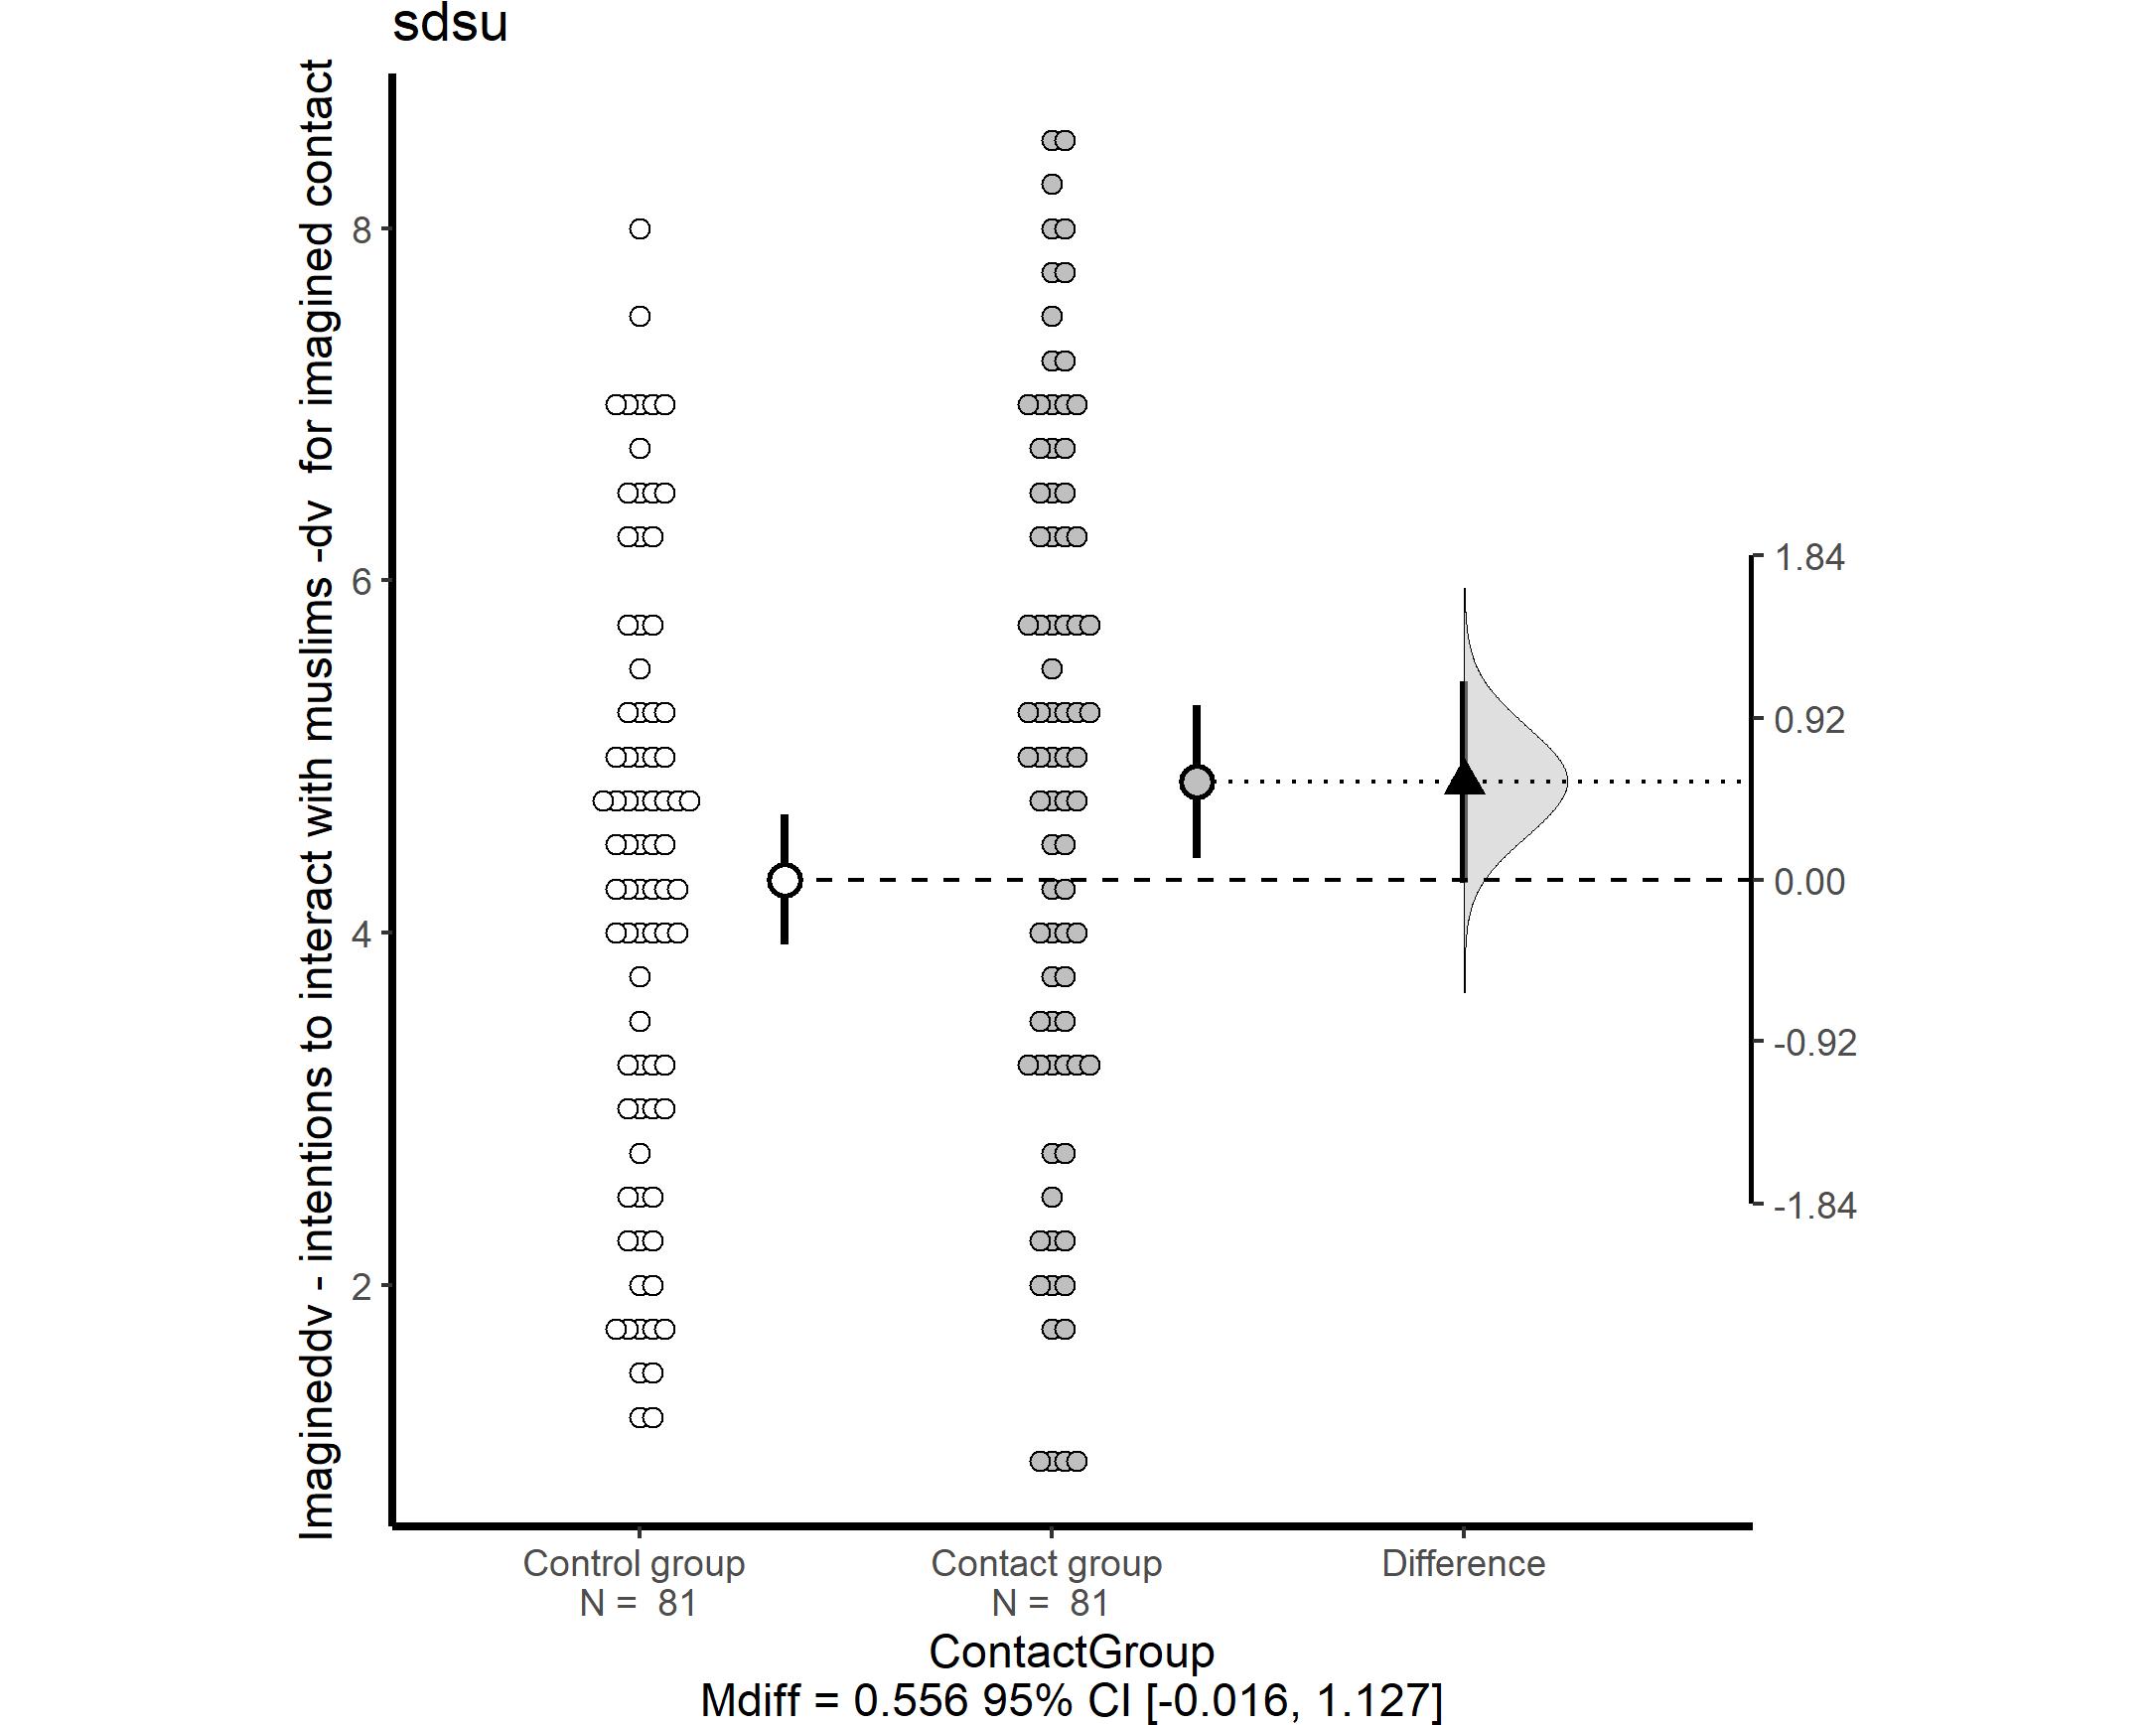 sdsu
Imagineddv - intentions to interact with muslims -dv  for imagined contact
8
6
4
2
1.84
0.92
0.00
-0.92
-1.84
Control group
N =  81
Contact group
N =  81
Difference
ContactGroup
Mdiff = 0.556 95% CI [-0.016, 1.127]